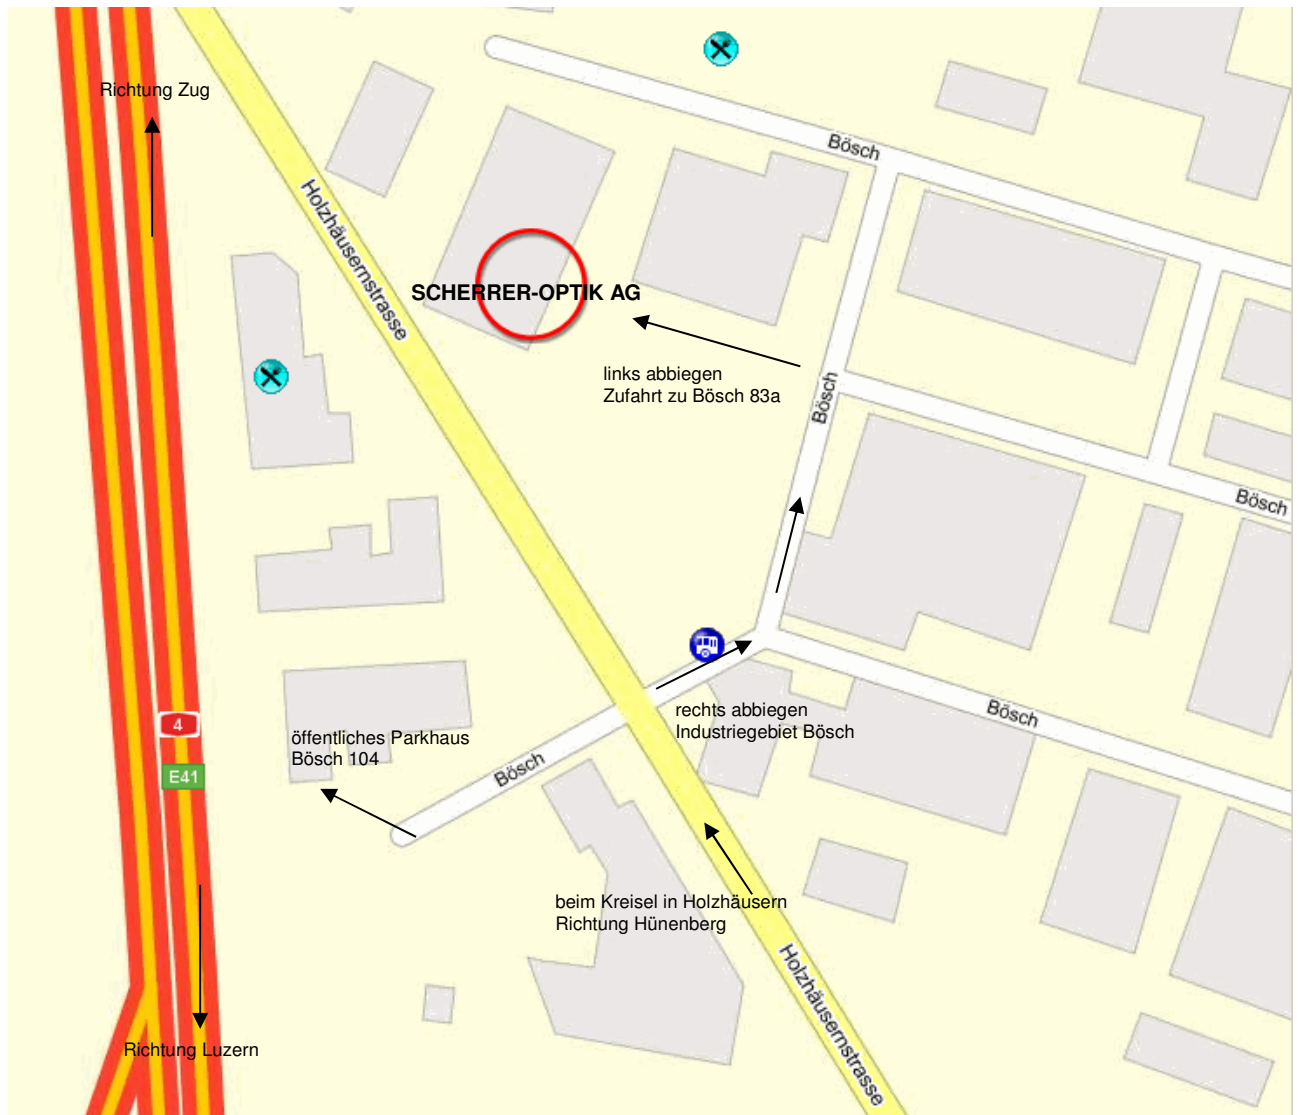 Richtung Zug
Bösch
Holzhäusernstrasse
SCHERRER-OPTIK AG
links abbiegen
Zufahrt zu Bösch 83a
Bösch
Bösch
rechts abbiegen
Industriegebiet Bösch
Bösch
4
E41
öffentliches Parkhaus
Bösch 104
Bösch
beim Kreisel in Holzhäusern
Richtung Hünenberg
Holzhäusernstrasse
Richtung Luzern